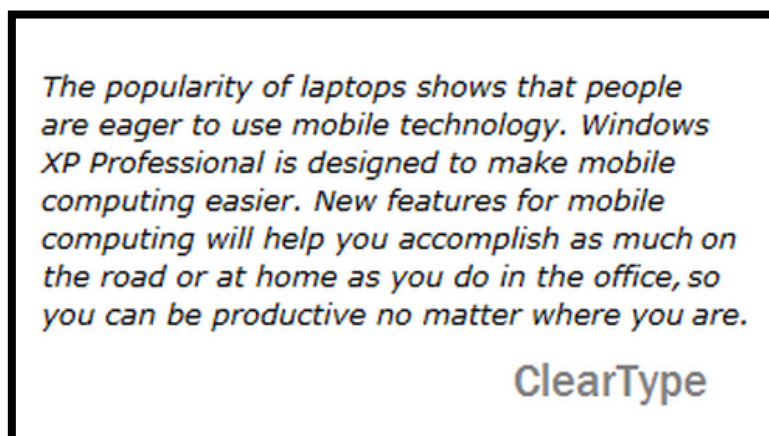 The popularity of laptops shows that people
are eager to use mobile technology. Windows
XP Professional is designed to make mobile
computing easier. New features for mobile
computing will help you accomplish as much on
the road or at home as you do in the office, so
you can be productive no matter where you are.
ClearType